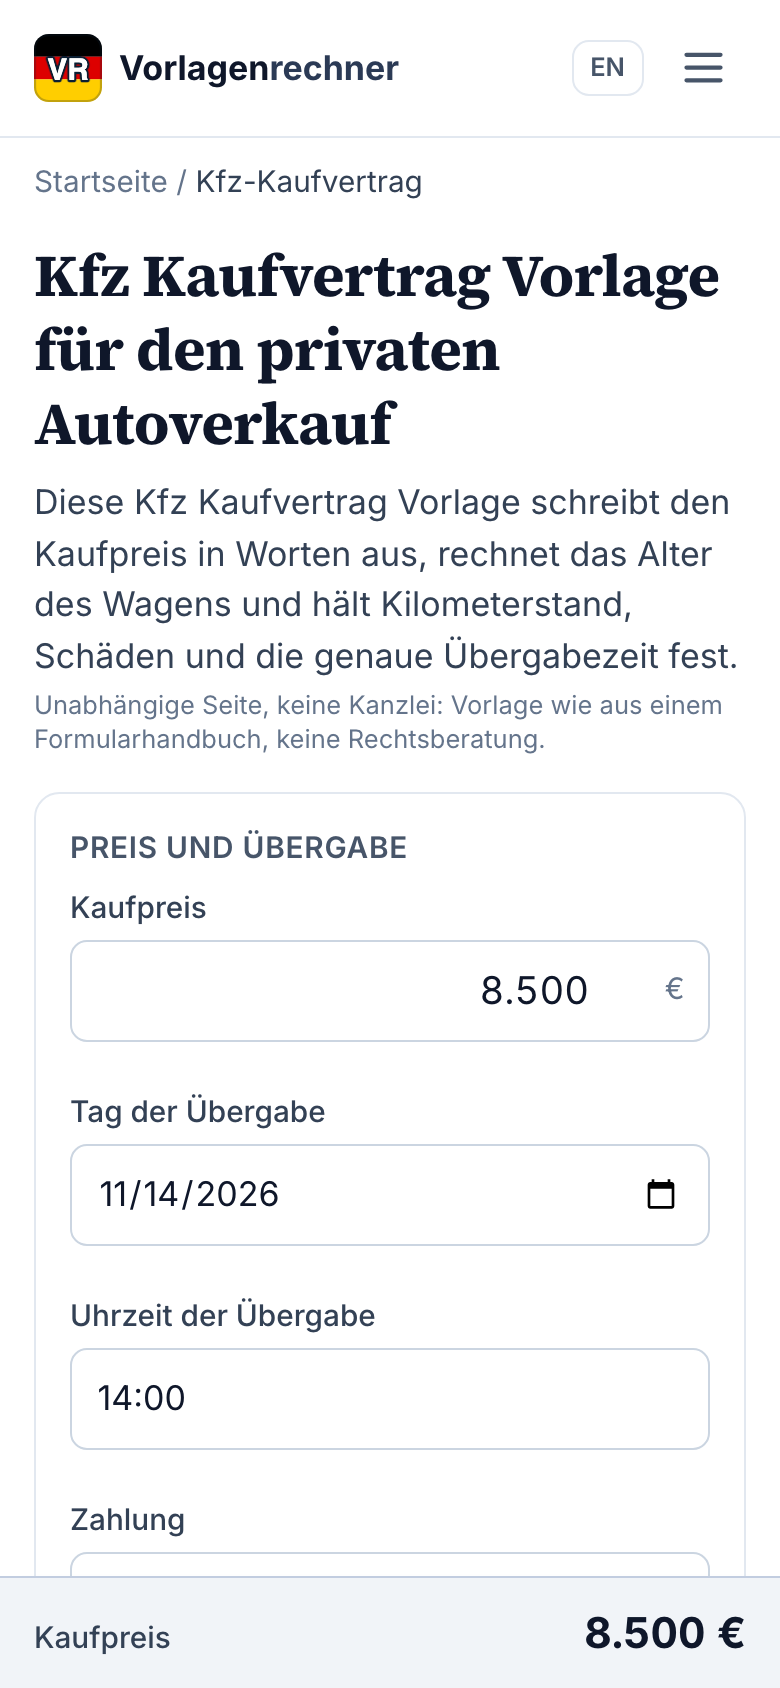 VR
Vorlagenrechner
EN
Startseite / Kfz-Kaufvertrag
Kfz Kaufvertrag Vorlage
für den privaten
Autoverkauf
Diese Kfz Kaufvertrag Vorlage schreibt den
Kaufpreis in Worten aus, rechnet das Alter
des Wagens und hält Kilometerstand,
Schäden und die genaue Übergabezeit fest.
Unabhängige Seite, keine Kanzlei: Vorlage wie aus einem
Formularhandbuch, keine Rechtsberatung.
PREIS UND ÜBERGABE
Kaufpreis
8.500 €
Tag der Übergabe
11/14/2026
Uhrzeit der Übergabe
14:00
Zahlung
Kaufpreis 8.500 €